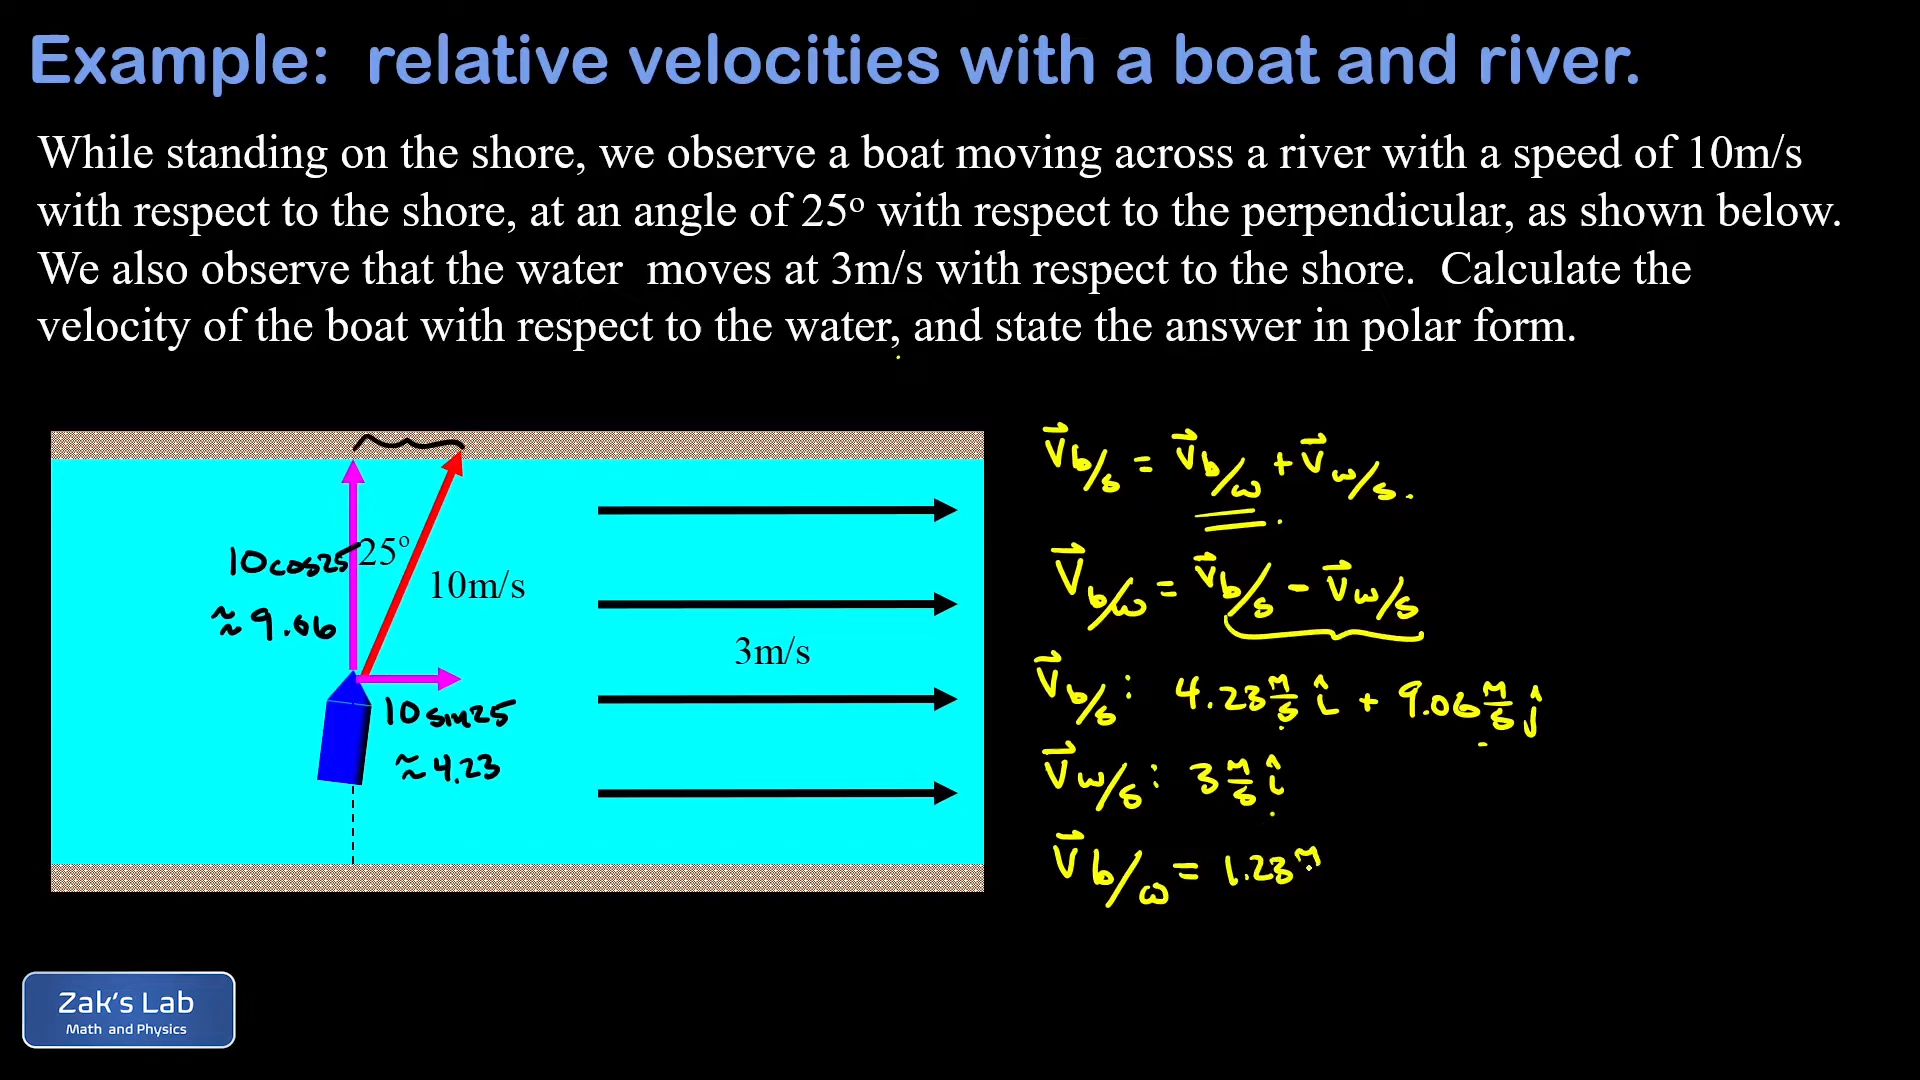 Example:  relative velocities with a boat and river.
While standing on the shore, we observe a boat moving across a river with a speed of 10m/s
with respect to the shore, at an angle of 25º with respect to the perpendicular, as shown below.
We also observe that the water  moves at 3m/s with respect to the shore.  Calculate the
velocity of the boat with respect to the water, and state the answer in polar form.
10cos25
≈ 9.06
25º
10m/s
3m/s
10sin25
≈ 4.23
v⃗b/s = v⃗b/w + v⃗w/s.
v⃗b/w = v⃗b/s - v⃗w/s
v⃗b/s: 4.23 m/s î + 9.06 m/s ĵ
v⃗w/s: 3 m/s î
v⃗b/w = 1.23 m
Zak's Lab
Math and Physics